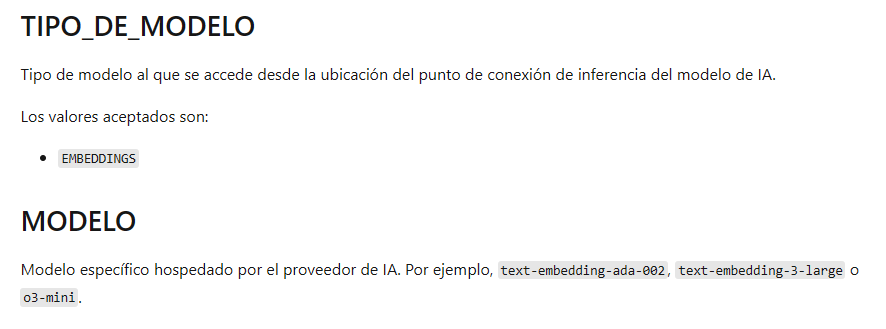 TIPO_DE_MODELO
Tipo de modelo al que se accede desde la ubicación del punto de conexión de inferencia del modelo de IA.
Los valores aceptados son:
• EMBEDDINGS
MODELO
Modelo específico hospedado por el proveedor de IA. Por ejemplo, text-embedding-ada-002, text-embedding-3-large o
o3-mini.